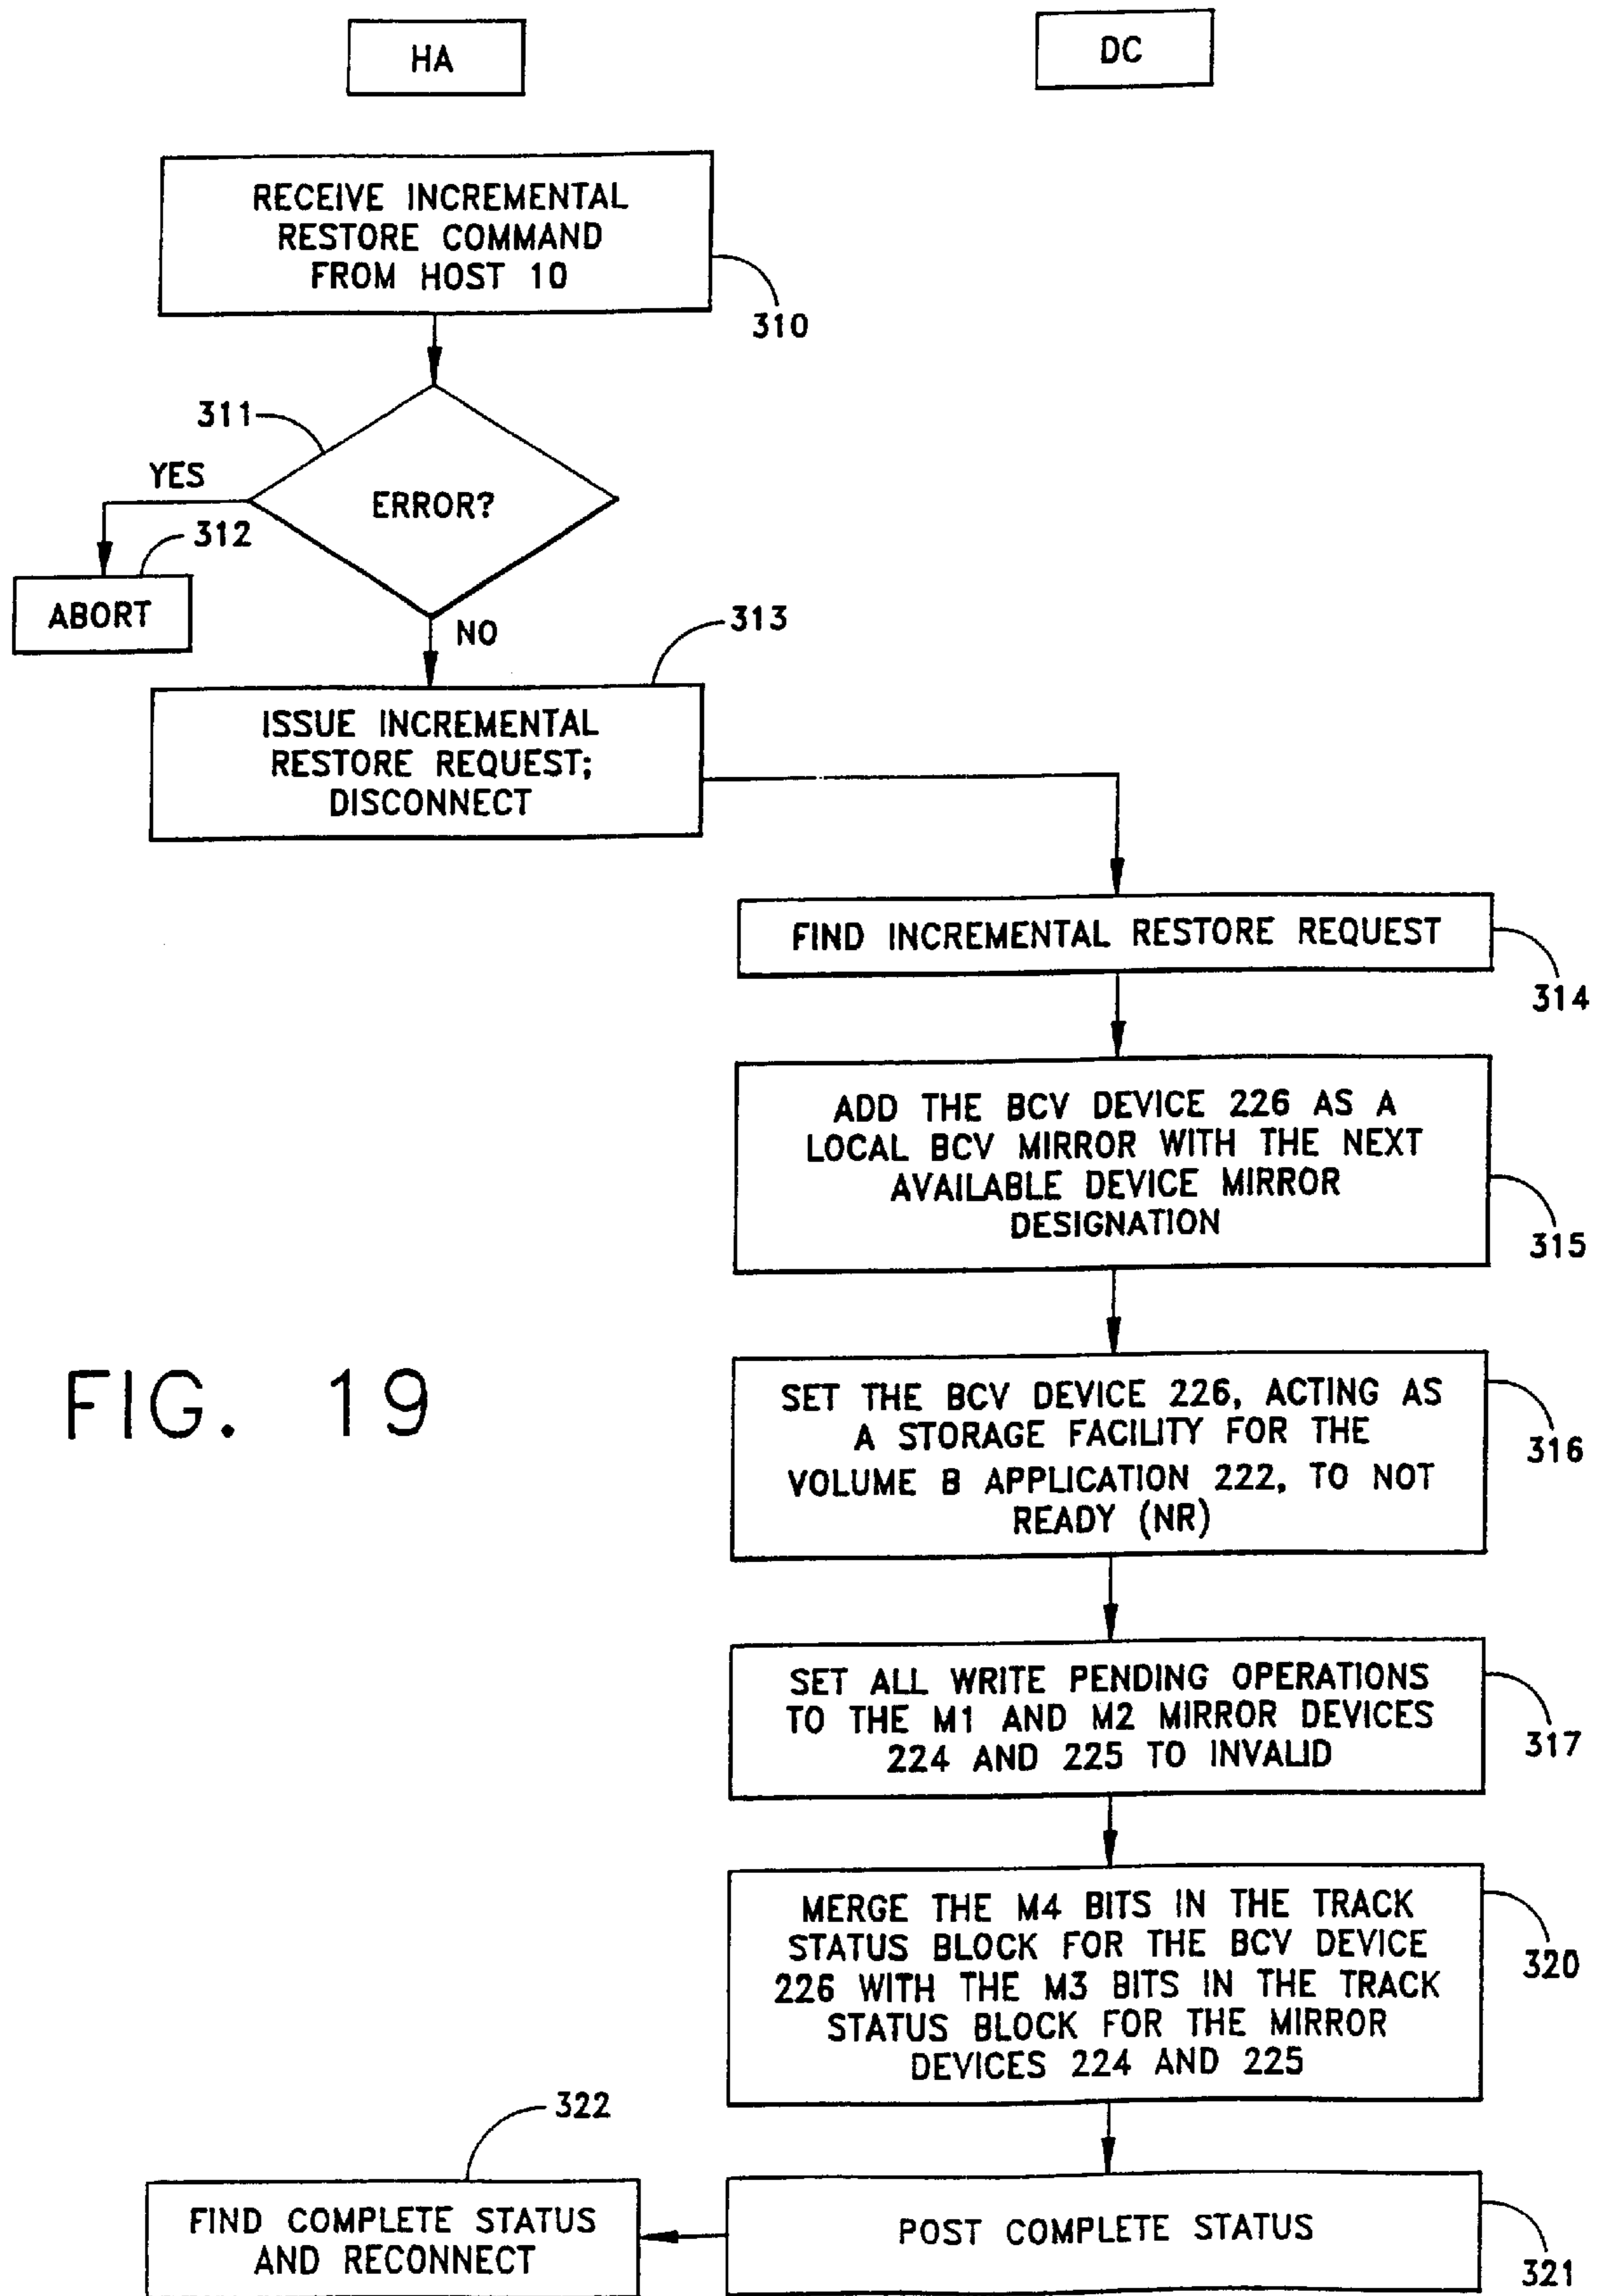 HA
DC
RECEIVE INCREMENTAL
RESTORE COMMAND
FROM HOST 10
310
311
YES
ERROR?
312
ABORT
NO
313
ISSUE INCREMENTAL
RESTORE REQUEST;
DISCONNECT
FIND INCREMENTAL RESTORE REQUEST
314
ADD THE BCV DEVICE 226 AS A
LOCAL BCV MIRROR WITH THE NEXT
AVAILABLE DEVICE MIRROR
DESIGNATION
315
FIG. 19
SET THE BCV DEVICE 226, ACTING AS
A STORAGE FACILITY FOR THE
VOLUME B APPLICATION 222, TO NOT
READY (NR)
316
SET ALL WRITE PENDING OPERATIONS
TO THE M1 AND M2 MIRROR DEVICES
224 AND 225 TO INVALID
317
MERGE THE M4 BITS IN THE TRACK
STATUS BLOCK FOR THE BCV DEVICE
226 WITH THE M3 BITS IN THE TRACK
STATUS BLOCK FOR THE MIRROR
DEVICES 224 AND 225
320
322
FIND COMPLETE STATUS
AND RECONNECT
POST COMPLETE STATUS
321